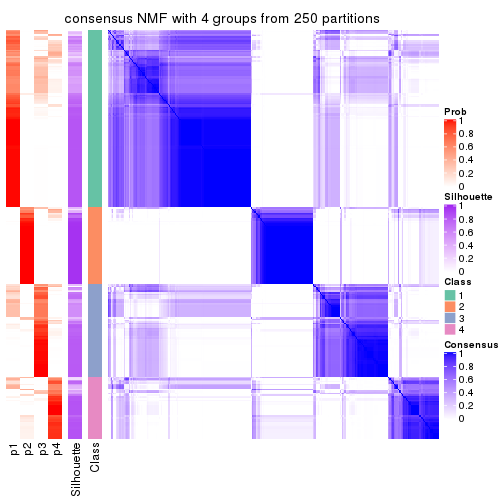 consensus NMF with 4 groups from 250 partitions
Prob
1
0.8
0.6
0.4
0.2
0
Silhouette
1
0.8
0.6
0.4
0.2
0
Class
1
2
3
4
Consensus
1
0.8
0.6
0.4
0.2
0
p1
p2
p3
p4
Silhouette
Class